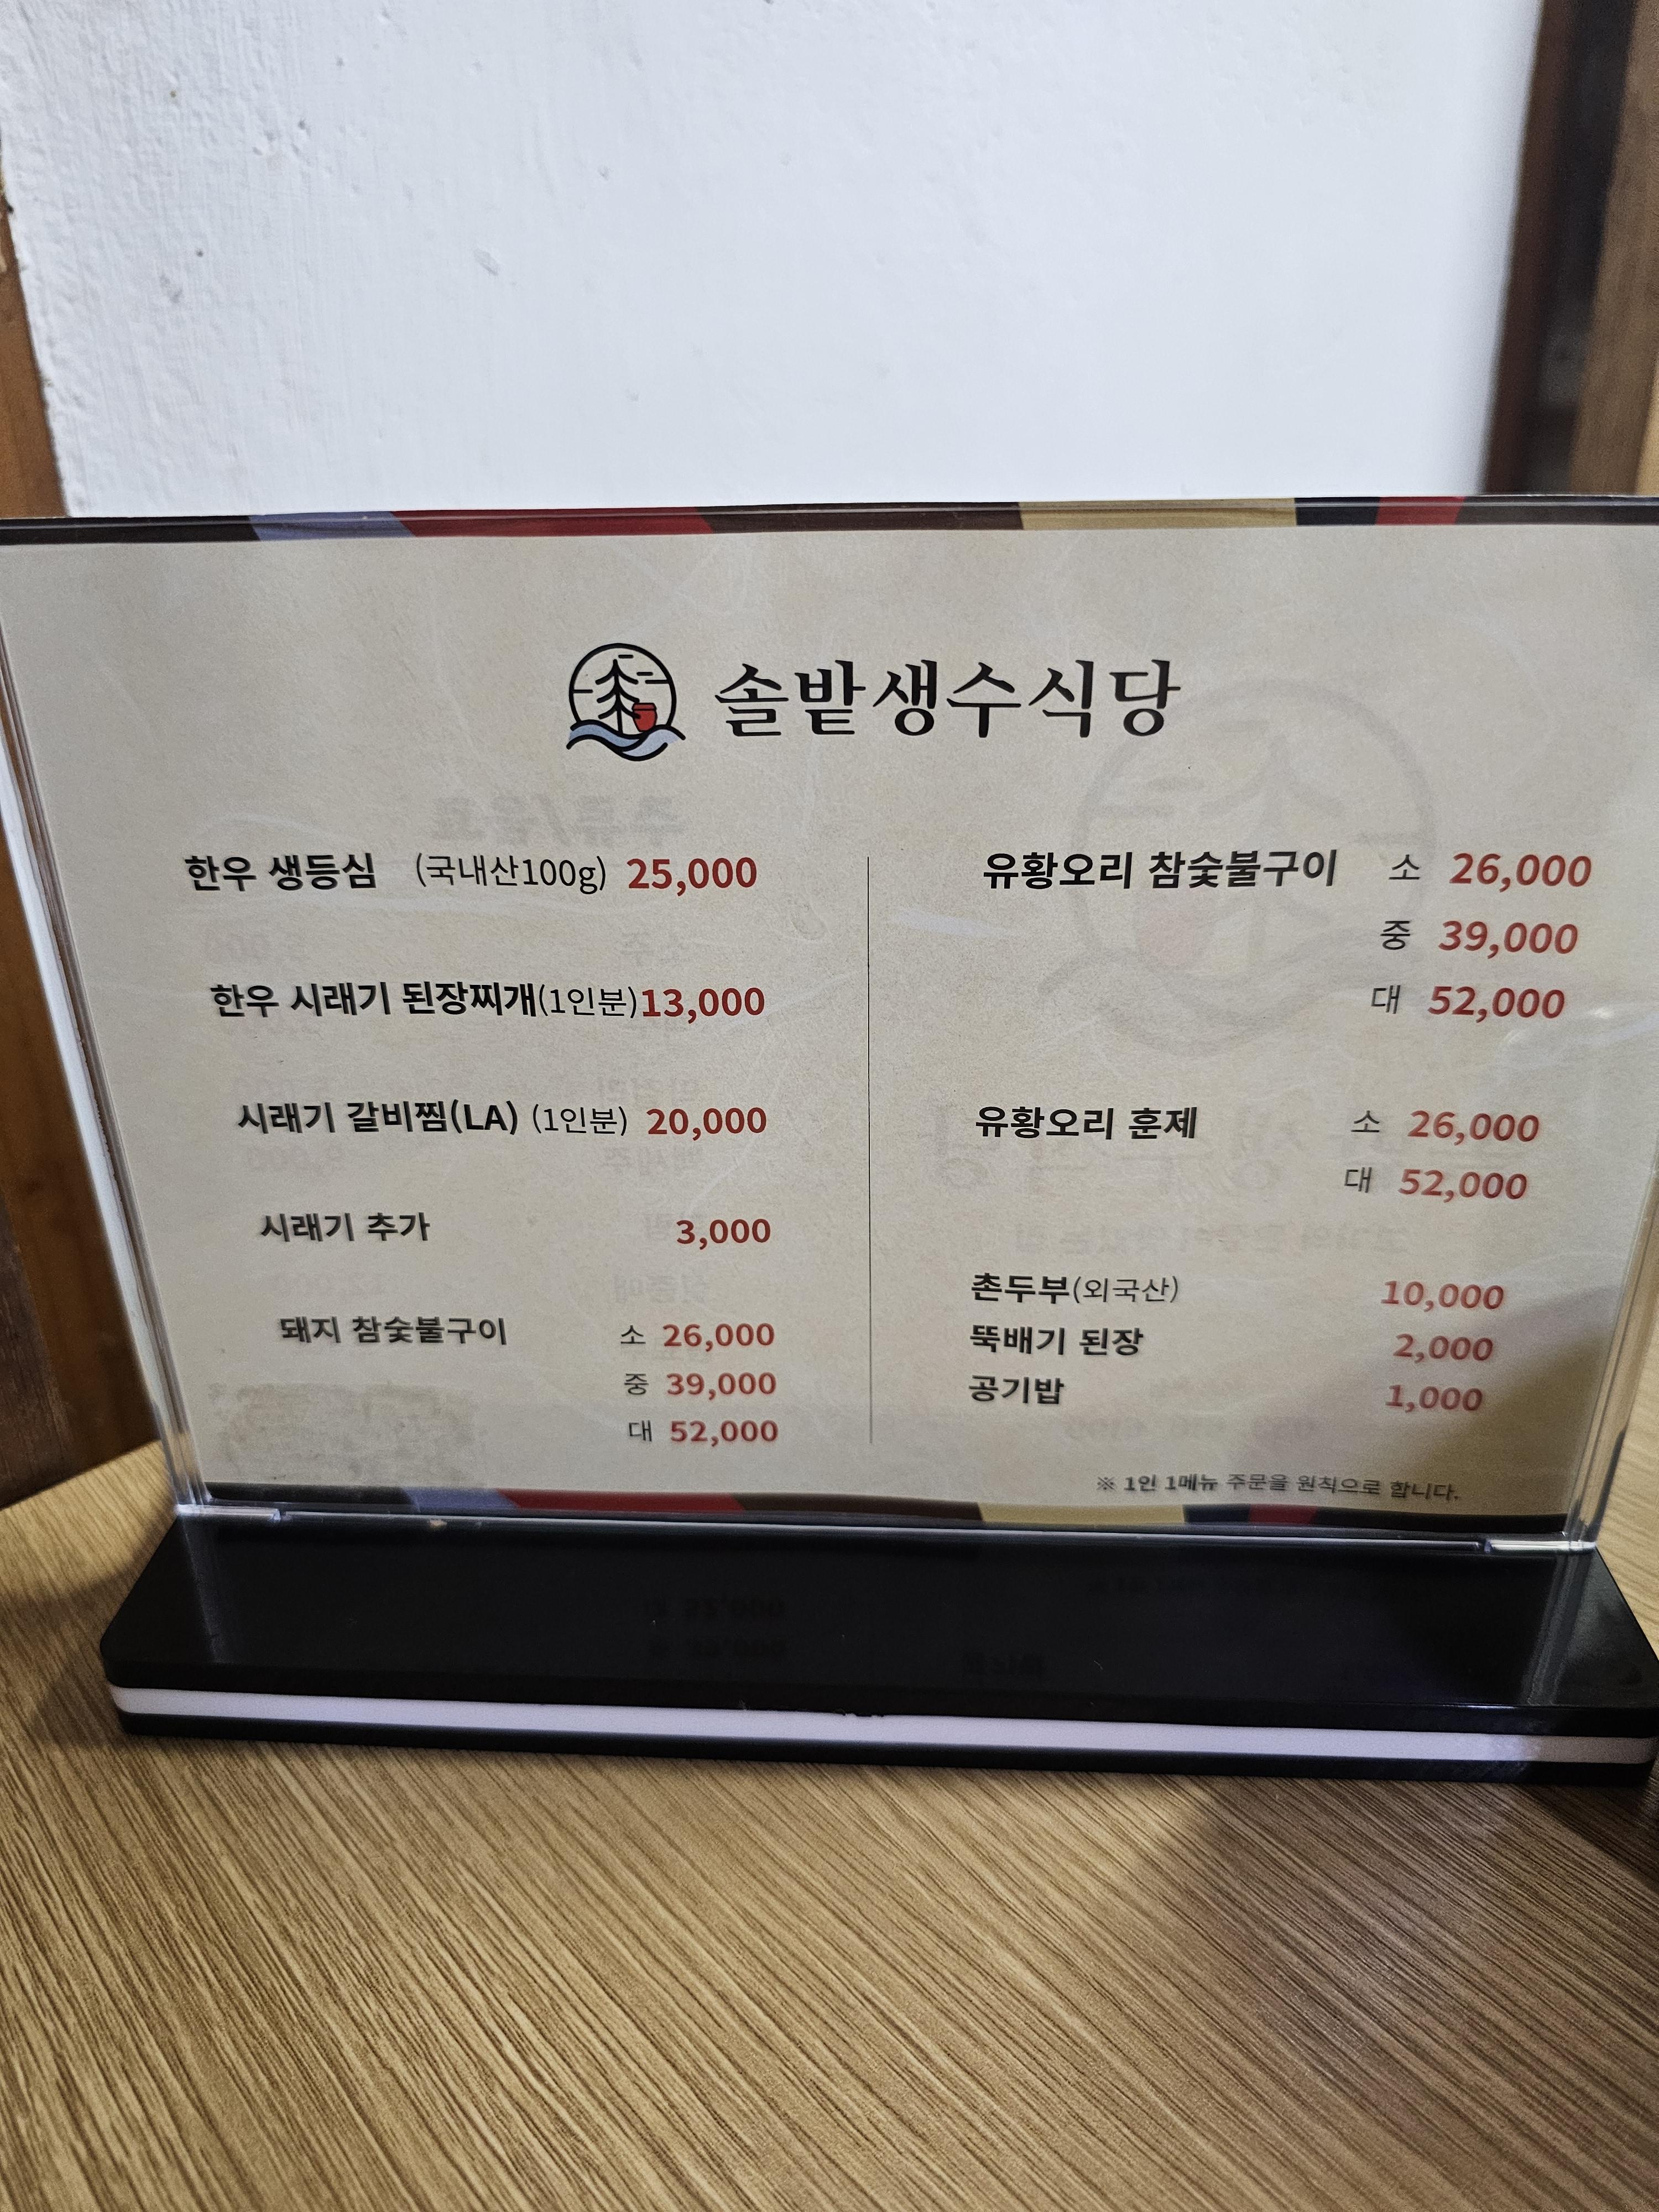 솔밭생수식당
한우 생등심 (국내산100g) 25,000
한우 시래기 된장찌개(1인분)13,000
시래기 갈비찜(LA) (1인분) 20,000
시래기 추가 3,000
돼지 참숯불구이 소 26,000
중 39,000
대 52,000
유황오리 참숯불구이 소 26,000
중 39,000
대 52,000
유황오리 훈제 소 26,000
대 52,000
촌두부(외국산) 10,000
뚝배기 된장 2,000
공기밥 1,000
※ 1인 1메뉴 주문을 원칙으로 합니다.